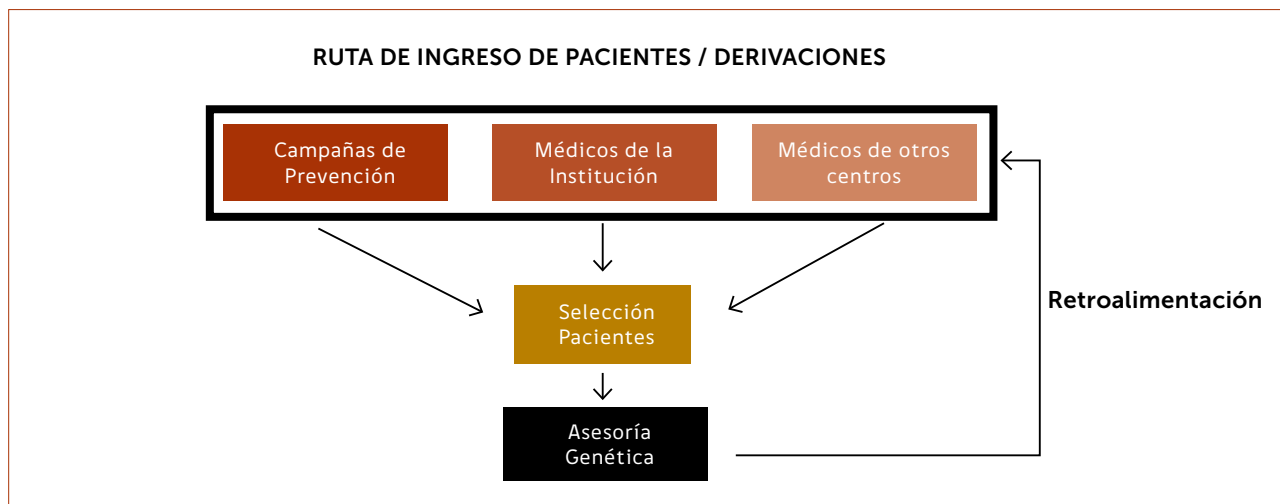 RUTA DE INGRESO DE PACIENTES / DERIVACIONES
Campañas de
Prevención
Médicos de la
Institución
Médicos de otros
centros
Selección
Pacientes
Retroalimentación
Asesoría
Genética